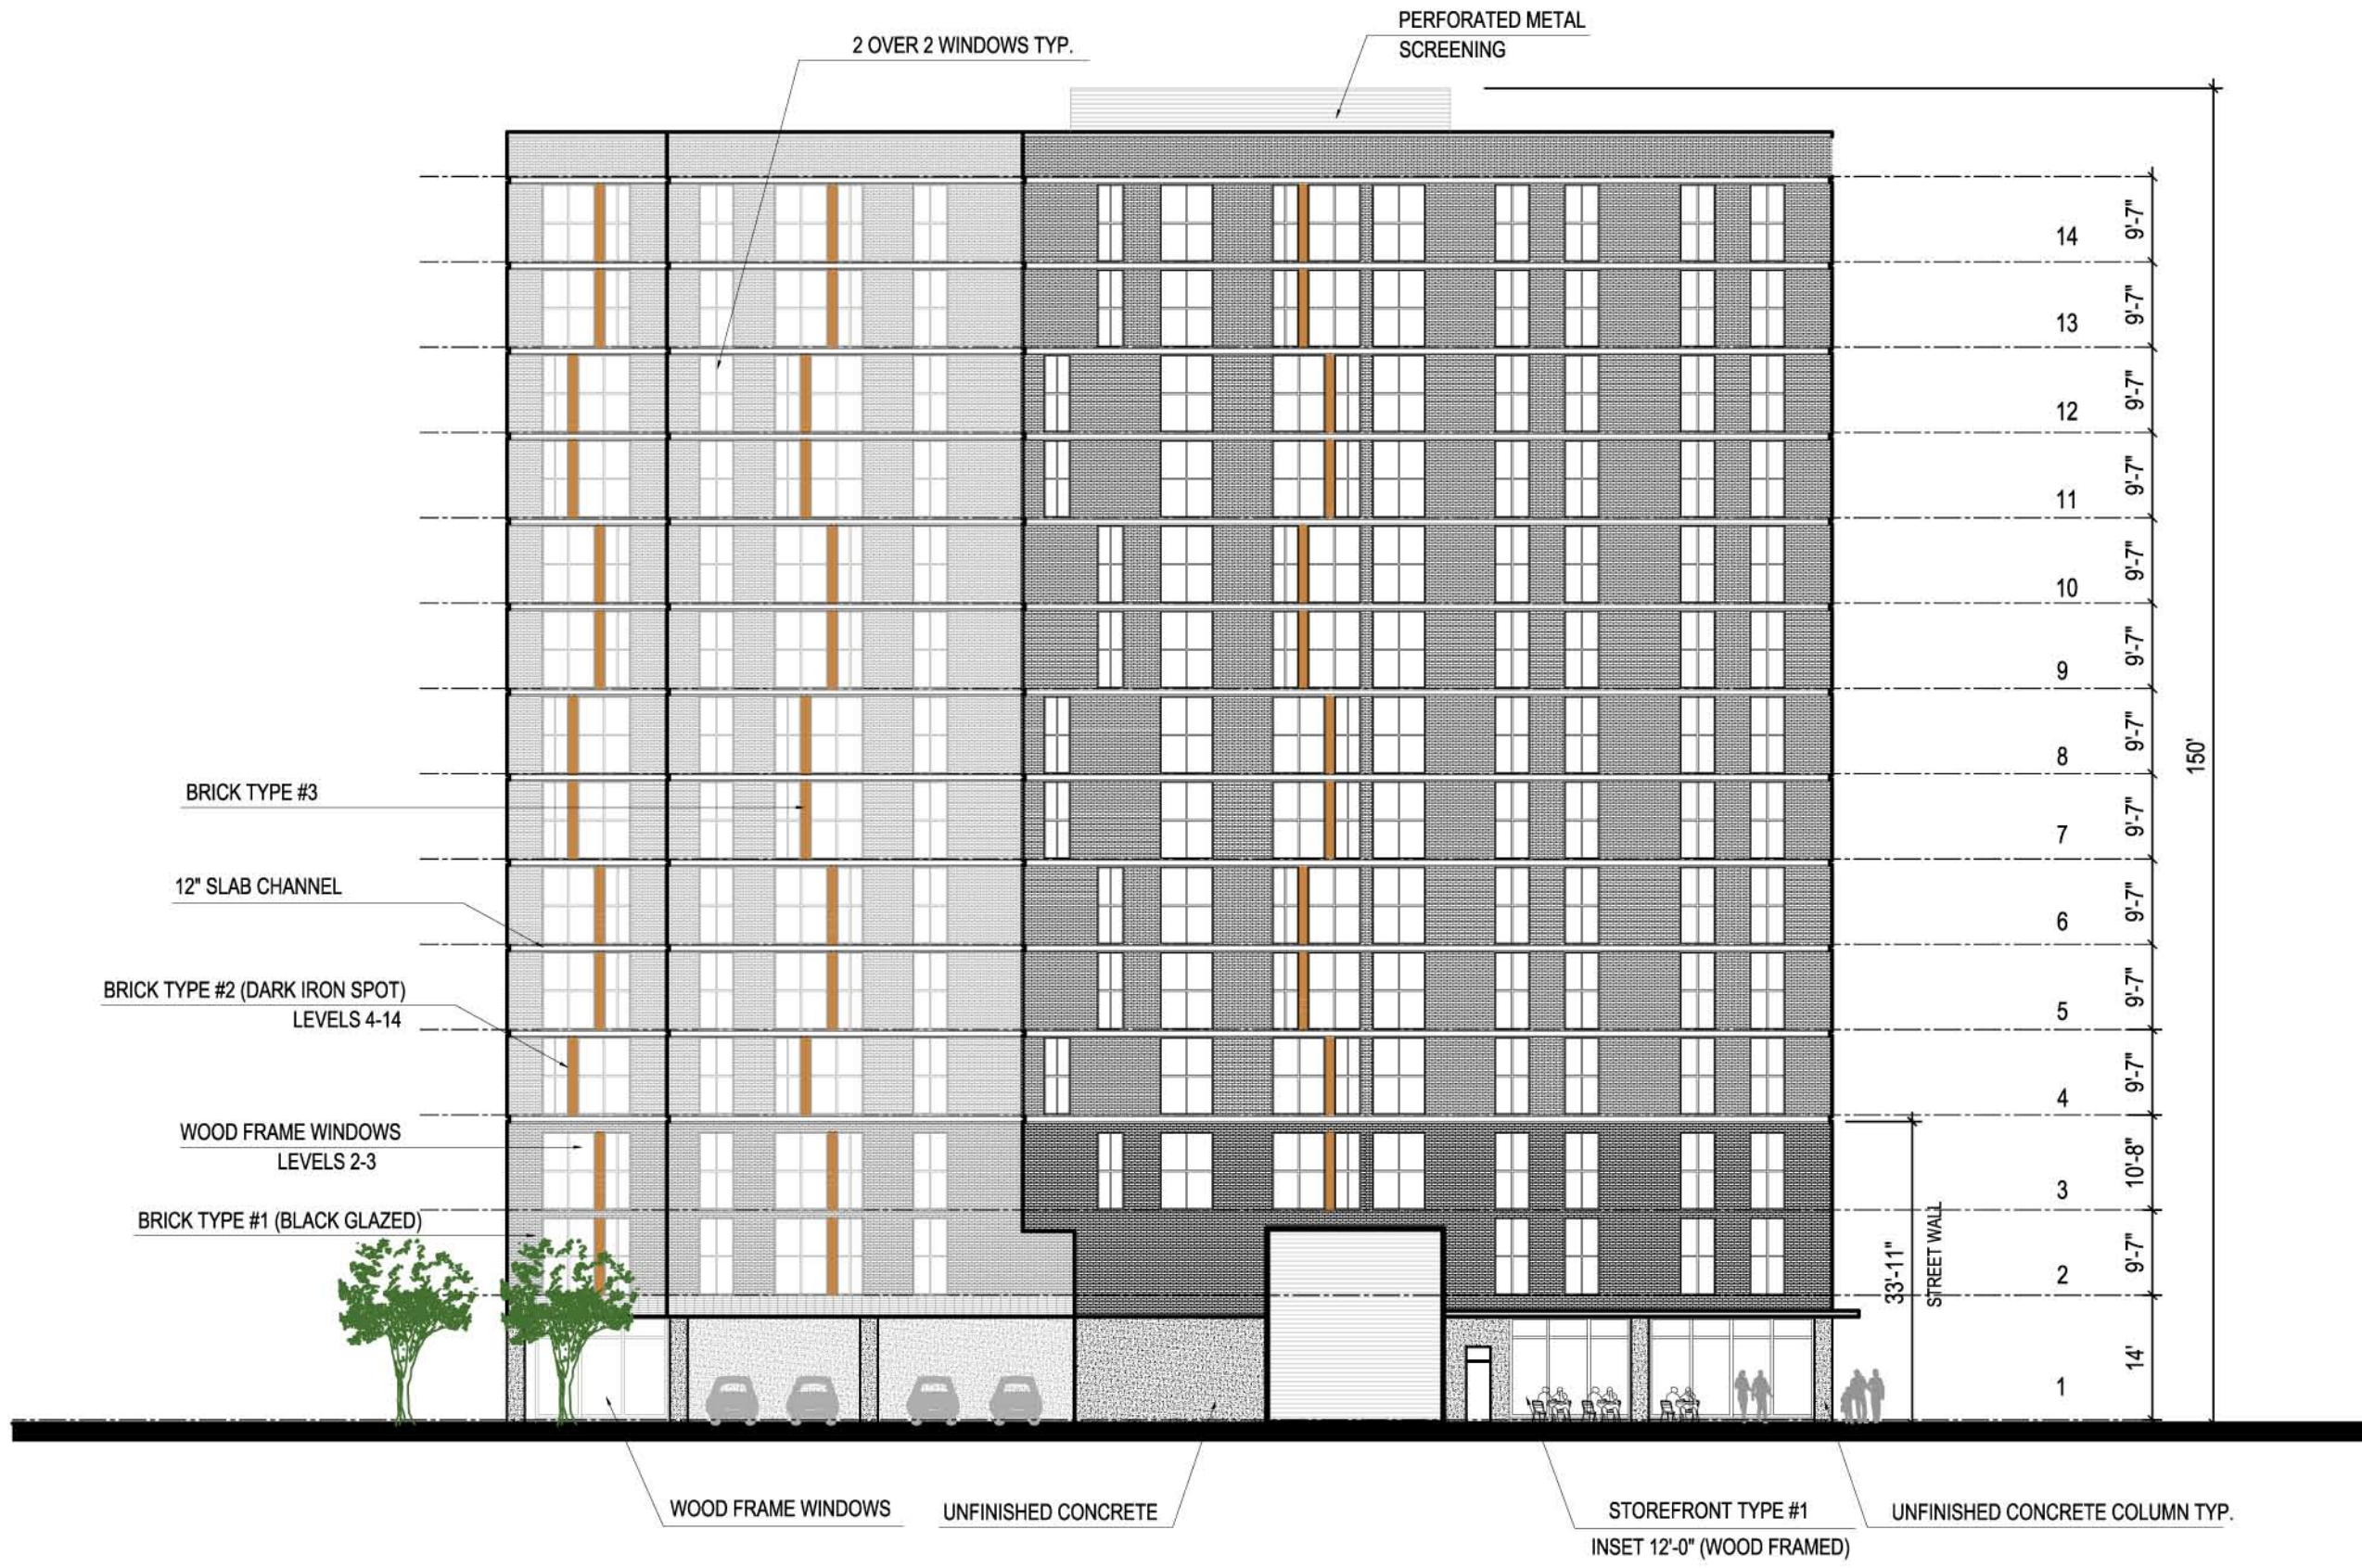 PERFORATED METAL
SCREENING
2 OVER 2 WINDOWS TYP.
14
9'-7"
13
9'-7"
12
9'-7"
11
9'-7"
10
9'-7"
9
9'-7"
8
9'-7"
150'
BRICK TYPE #3
7
9'-7"
12" SLAB CHANNEL
6
9'-7"
BRICK TYPE #2 (DARK IRON SPOT)
LEVELS 4-14
5
9'-7"
4
9'-7"
WOOD FRAME WINDOWS
LEVELS 2-3
3
10'-8"
BRICK TYPE #1 (BLACK GLAZED)
33'-11"
STREET WALL
2
9'-7"
1
14'
WOOD FRAME WINDOWS
UNFINISHED CONCRETE
STOREFRONT TYPE #1
INSET 12'-0" (WOOD FRAMED)
UNFINISHED CONCRETE COLUMN TYP.